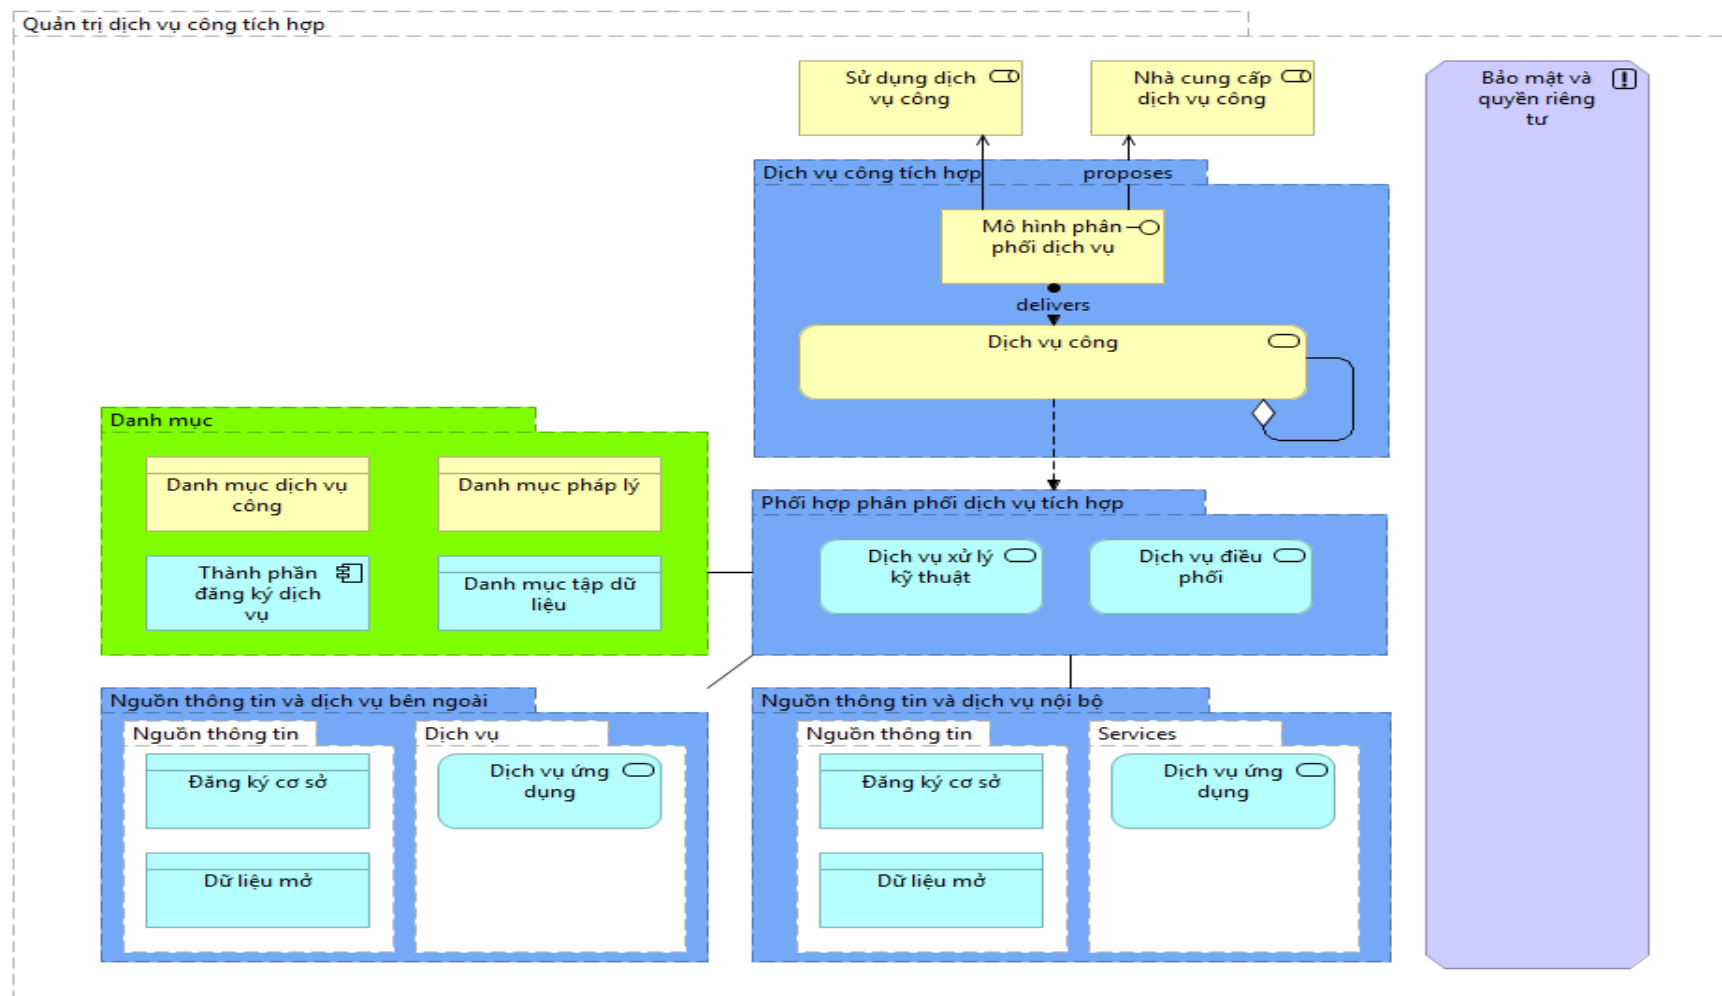 Quản trị dịch vụ công tích hợp
Sử dụng dịch
vụ công
Nhà cung cấp
dịch vụ công
Bảo mật và
quyền riêng
tư
Dịch vụ công tích hợp
proposes
Mô hình phân
phối dịch vụ
delivers
Dịch vụ công
Danh mục
Danh mục dịch vụ
công
Danh mục pháp lý
Thành phần
đăng ký dịch
vụ
Danh mục tập dữ
liệu
Phối hợp phân phối dịch vụ tích hợp
Dịch vụ xử lý
kỹ thuật
Dịch vụ điều
phối
Nguồn thông tin và dịch vụ bên ngoài
Nguồn thông tin
Đăng ký cơ sở
Dữ liệu mở
Dịch vụ
Dịch vụ ứng
dụng
Nguồn thông tin và dịch vụ nội bộ
Nguồn thông tin
Đăng ký cơ sở
Dữ liệu mở
Services
Dịch vụ ứng
dụng